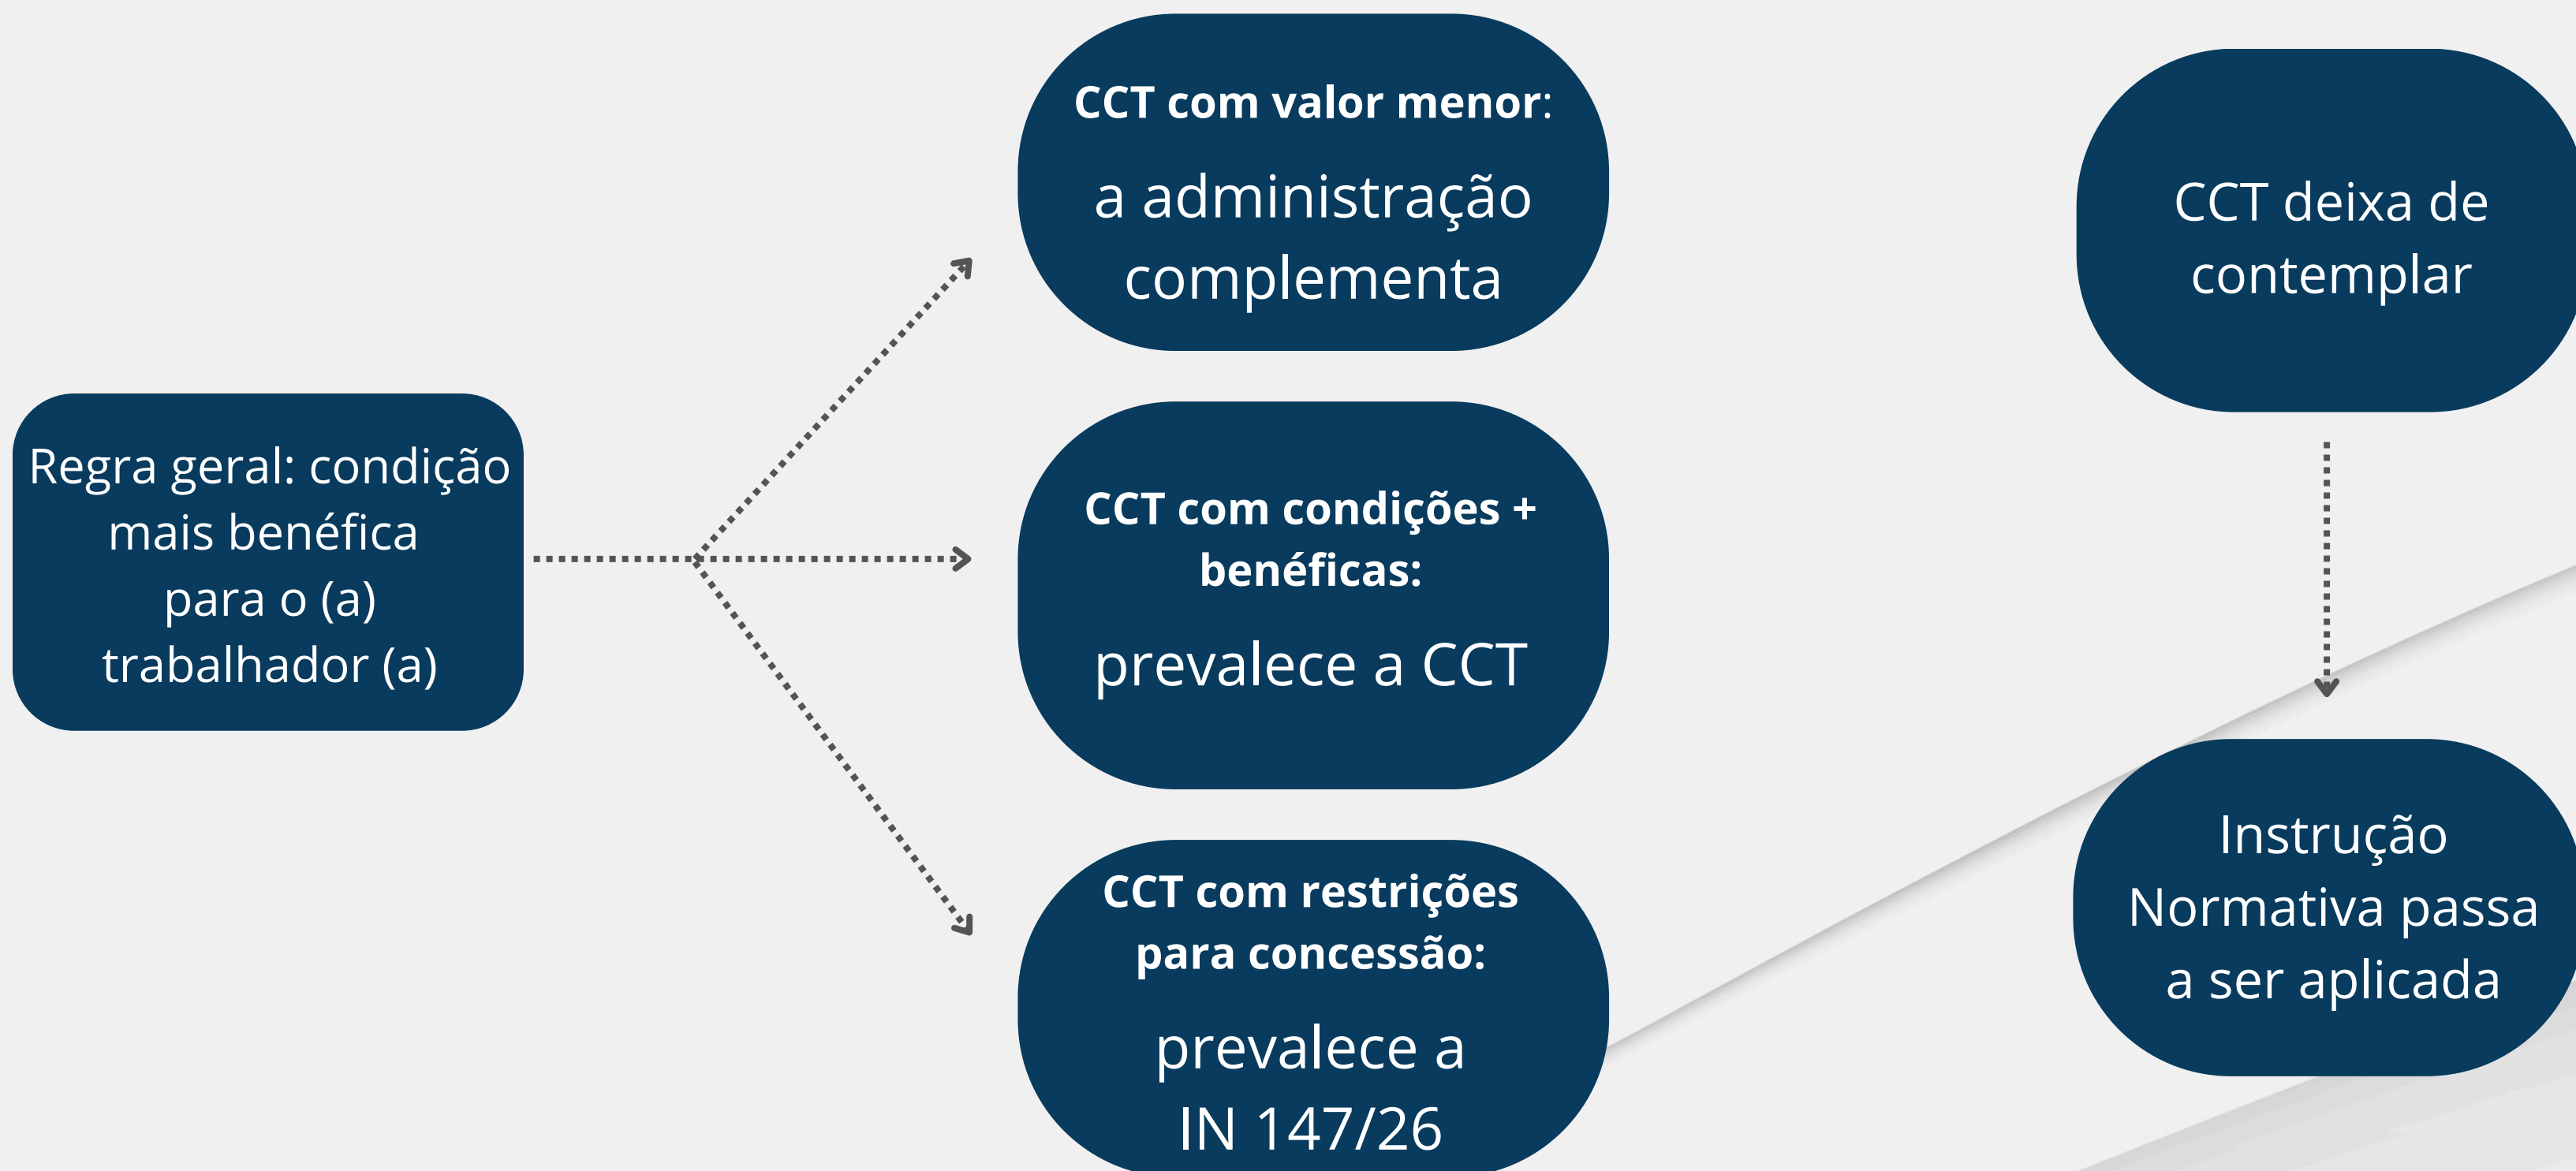 Regra geral: condição
mais benéfica
para o (a)
trabalhador (a)
CCT com valor menor:
a administração
complementa
CCT com condições +
benéficas:
prevalece a CCT
CCT com restrições
para concessão:
prevalece a
IN 147/26
CCT deixa de
contemplar
Instrução
Normativa passa
a ser aplicada